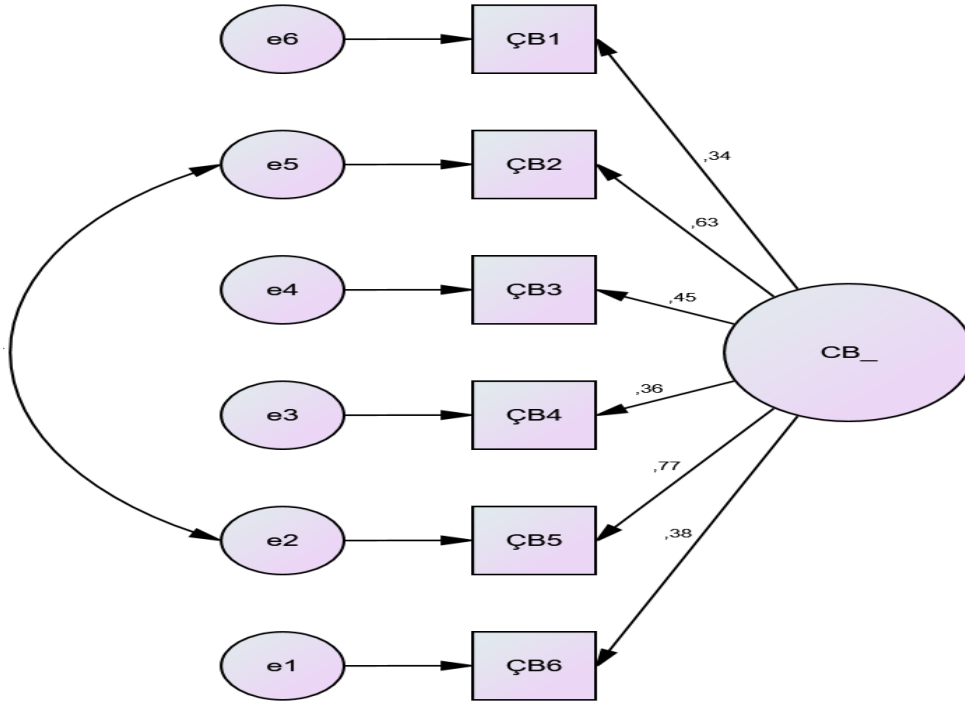 e6 ÇB1
,34
e5 ÇB2
,63
e4 ÇB3
,45
CB_
e3 ÇB4
,36
,77
e2 ÇB5
,38
e1 ÇB6